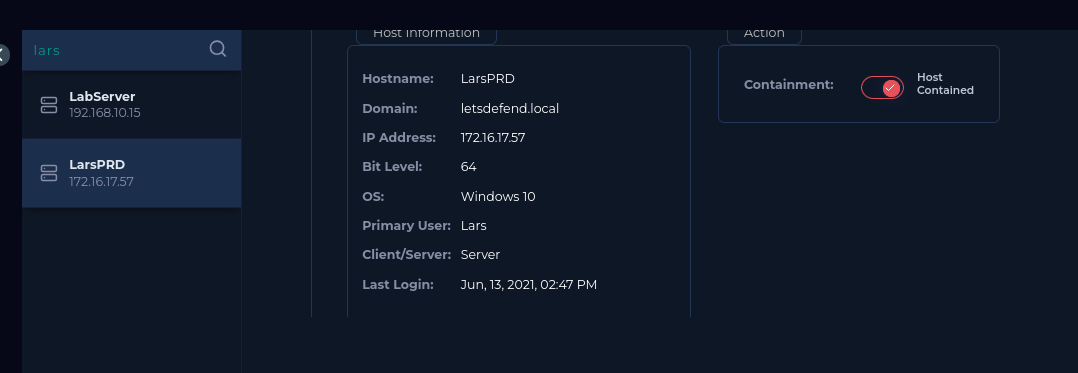 lars
LabServer
192.168.10.15
LarsPRD
172.16.17.57
Host Information
Hostname: LarsPRD
Domain: letsdefend.local
IP Address: 172.16.17.57
Bit Level: 64
OS: Windows 10
Primary User: Lars
Client/Server: Server
Last Login: Jun, 13, 2021, 02:47 PM
Action
Containment:
Host
Contained